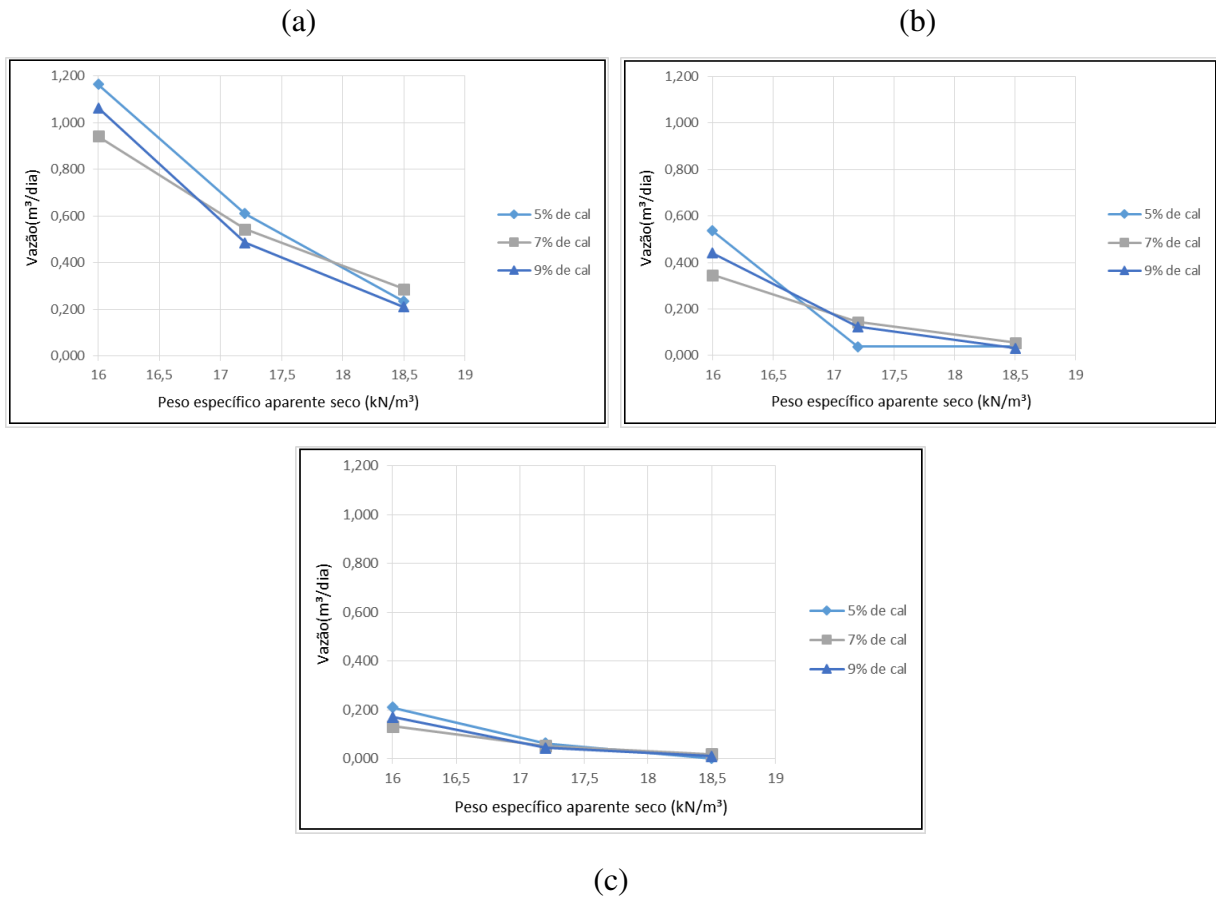 (a)
(b)
1,200
1,000
0,800
0,600
0,400
0,200
0,000
Vazão(m³/dia)
16 16,5 17 17,5 18 18,5 19
Peso específico aparente seco (kN/m³)
5% de cal
7% de cal
9% de cal
1,200
1,000
0,800
0,600
0,400
0,200
0,000
Vazão(m³/dia)
16 16,5 17 17,5 18 18,5 19
Peso específico aparente seco (kN/m³)
5% de cal
7% de cal
9% de cal
1,200
1,000
0,800
0,600
0,400
0,200
0,000
Vazão(m³/dia)
16 16,5 17 17,5 18 18,5 19
Peso específico aparente seco (kN/m³)
5% de cal
7% de cal
9% de cal
(c)